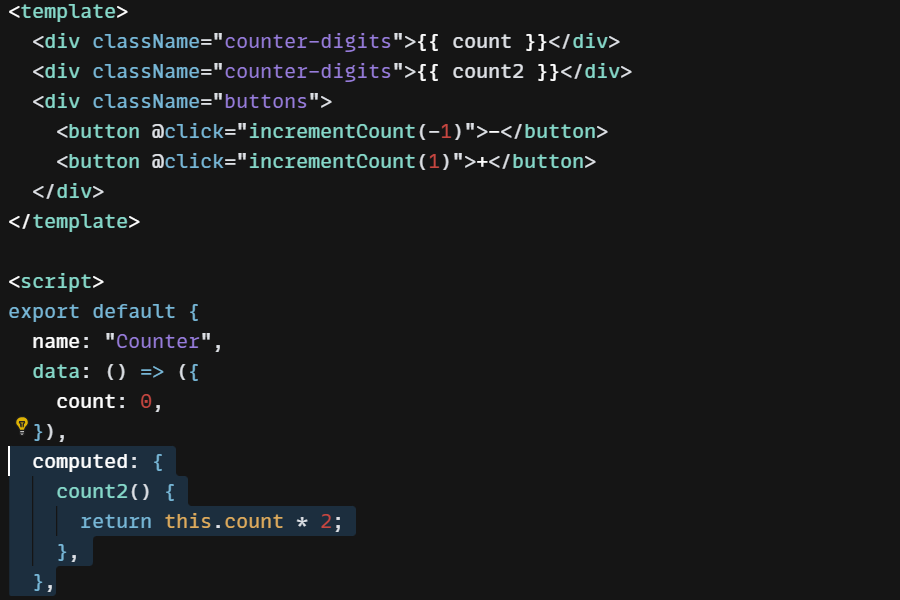 <template>
  <div className="counter-digits">{{ count }}</div>
  <div className="counter-digits">{{ count2 }}</div>
  <div className="buttons">
    <button @click="incrementCount(-1)">-</button>
    <button @click="incrementCount(1)">+</button>
  </div>
</template>

<script>
export default {
  name: "Counter",
  data: () => ({
    count: 0,
  }),
  computed: {
    count2() {
      return this.count * 2;
    },
  },